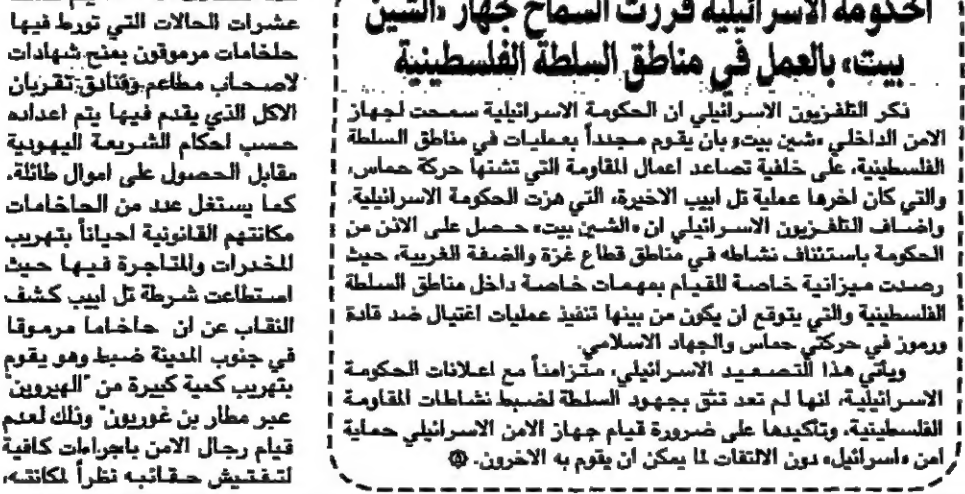 الحكومة الاسرائيلية قررت السماح لجهاز «الشين
بيت» بالعمل في مناطق السلطة الفلسطينية
ذكر التلفزيون الاسرائيلي ان الحكومة الاسرائيلية سمحت لجهاز
الامن الداخلي «شين بيت» بان يقوم مجدداً بعمليات في مناطق السلطة
الفلسطينية، على خلفية تصاعد اعمال المقاومة التي تشنها حركة حماس،
والتي كان اخرها عملية تل ابيب الاخيرة، التي هزت الحكومة الاسرائيلية.
واضاف التلفزيون الاسرائيلي ان «الشين بيت» حصل على الاذن من
الحكومة باستئناف نشاطه في مناطق قطاع غزة والضفة الغربية، حيث
رصدت ميزانية خاصة للقيام بمهمات خاصة داخل مناطق السلطة
الفلسطينية والتي يتوقع ان يكون من بينها تنفيذ عمليات اغتيال ضد قادة
ورموز في حركتي حماس والجهاد الاسلامي.
ويأتي هذا التصعيد الاسرائيلي، متزامناً مع اعلانات الحكومة
الاسرائيلية، انها لم تعد تثق بجهود السلطة لضبط نشاطات المقاومة
الفلسطينية، وتأكيدها على ضرورة قيام جهاز الامن الاسرائيلي حماية
امن «اسرائيل» دون الالتفات لما يمكن ان يقوم به الاخرون.
عشرات الحالات التي تورط فيها
حلخامات مرموقون بمنح شهادات
لاصحاب مطاعم وفنادق تقر بان
الاكل الذي يقدم فيها يتم اعداده
حسب احكام الشريعة اليهودية
مقابل الحصول على اموال طائلة،
كما يستغل عدد من الحاخامات
مكانتهم القانونية احياناً بتهريب
المخدرات والمتاجرة فيها حيث
استطاعت شرطة تل ابيب كشف
النقاب عن ان حاخاما مرموقا
في جنوب المدينة ضبط وهو يقوم
بتهريب كمية كبيرة من "الهيروين"
عبر مطار بن غوريون" وذلك لعدم
قيام رجال الامن باجراءات كافية
لتفتيش حقائبه نظراً لمكانته،